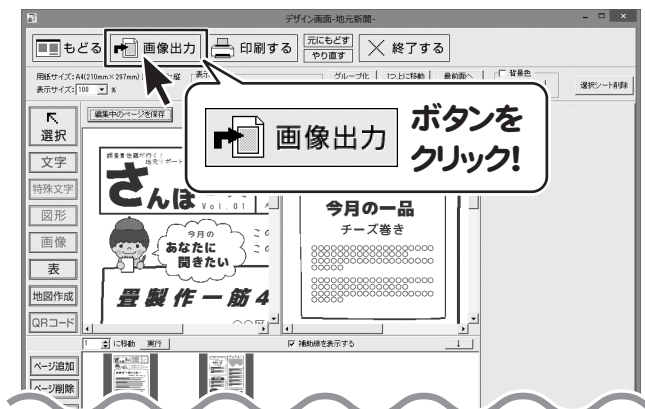 デザイン画面-地元新聞-
もどる
画像出力
印刷する
元にもどす
やり直す
終了する
用紙サイズ:A4(210mm×297mm)
縦
グループ化
1つ上に移動
最前面へ
背景色
表示サイズ:
100
%
選択シート削除
編集中のページを保存
画像出力
ボタンを
クリック!
選択
文字
特殊文字
図形
画像
表
地図作成
QRコード
ページ追加
ページ削除
さんぽ
Vol.01
今月の
あなたに
聞きたい
畳製作一筋4
今月の一品
チーズ巻き
○○○○○○○○○○○○○○○○○
1
に移動
実行
補助線を表示する
↓